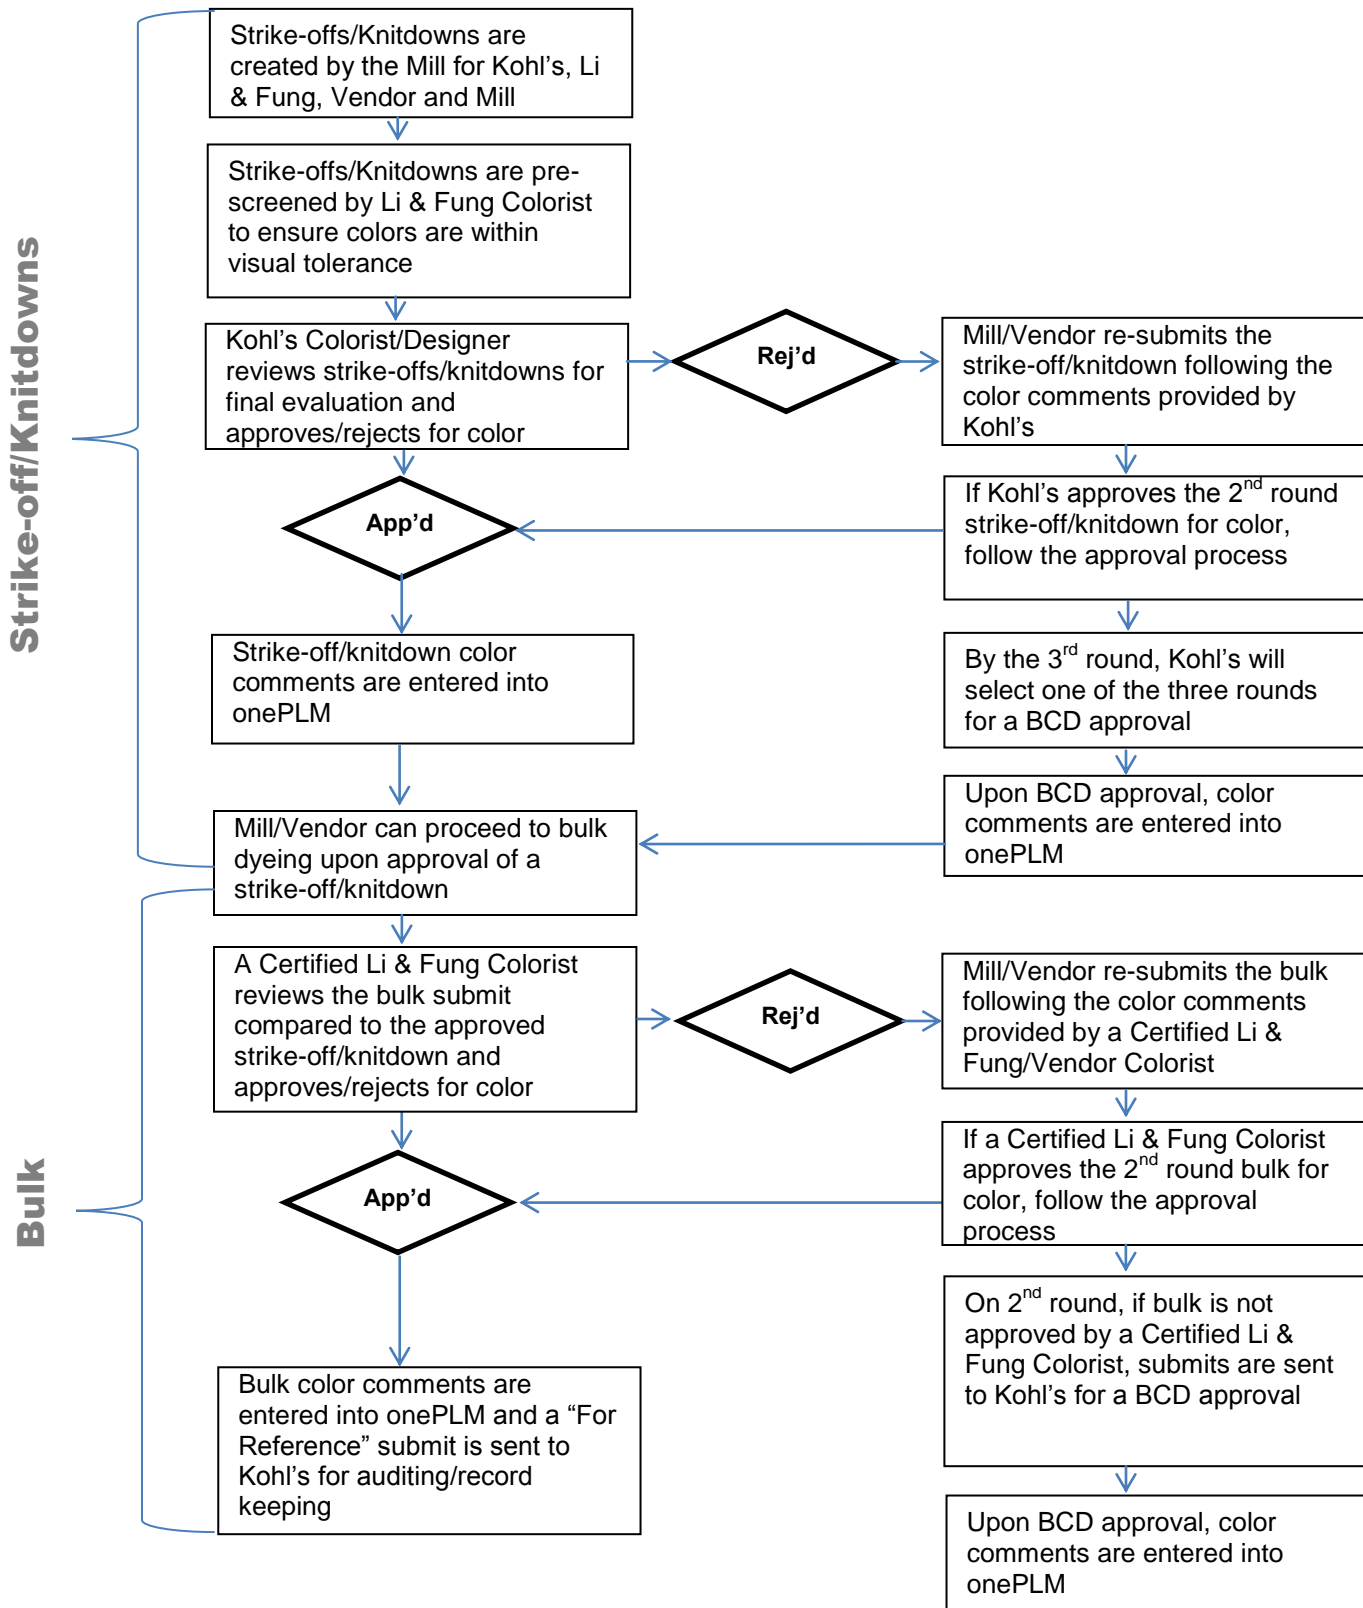 Strike-off/Knitdowns
Strike-offs/Knitdowns are
created by the Mill for Kohl’s, Li
& Fung, Vendor and Mill
Strike-offs/Knitdowns are pre-
screened by Li & Fung Colorist
to ensure colors are within
visual tolerance
Kohl’s Colorist/Designer
reviews strike-offs/knitdowns for
final evaluation and
approves/rejects for color
Rej’d
Mill/Vendor re-submits the
strike-off/knitdown following the
color comments provided by
Kohl’s
App’d
If Kohl’s approves the 2nd round
strike-off/knitdown for color,
follow the approval process
Strike-off/knitdown color
comments are entered into
onePLM
By the 3rd round, Kohl’s will
select one of the three rounds
for a BCD approval
Upon BCD approval, color
comments are entered into
onePLM
Mill/Vendor can proceed to bulk
dyeing upon approval of a
strike-off/knitdown
Bulk
A Certified Li & Fung Colorist
reviews the bulk submit
compared to the approved
strike-off/knitdown and
approves/rejects for color
Rej’d
Mill/Vendor re-submits the bulk
following the color comments
provided by a Certified Li &
Fung/Vendor Colorist
App’d
If a Certified Li & Fung Colorist
approves the 2nd round bulk for
color, follow the approval
process
On 2nd round, if bulk is not
approved by a Certified Li &
Fung Colorist, submits are sent
to Kohl’s for a BCD approval
Bulk color comments are
entered into onePLM and a “For
Reference” submit is sent to
Kohl’s for auditing/record
keeping
Upon BCD approval, color
comments are entered into
onePLM